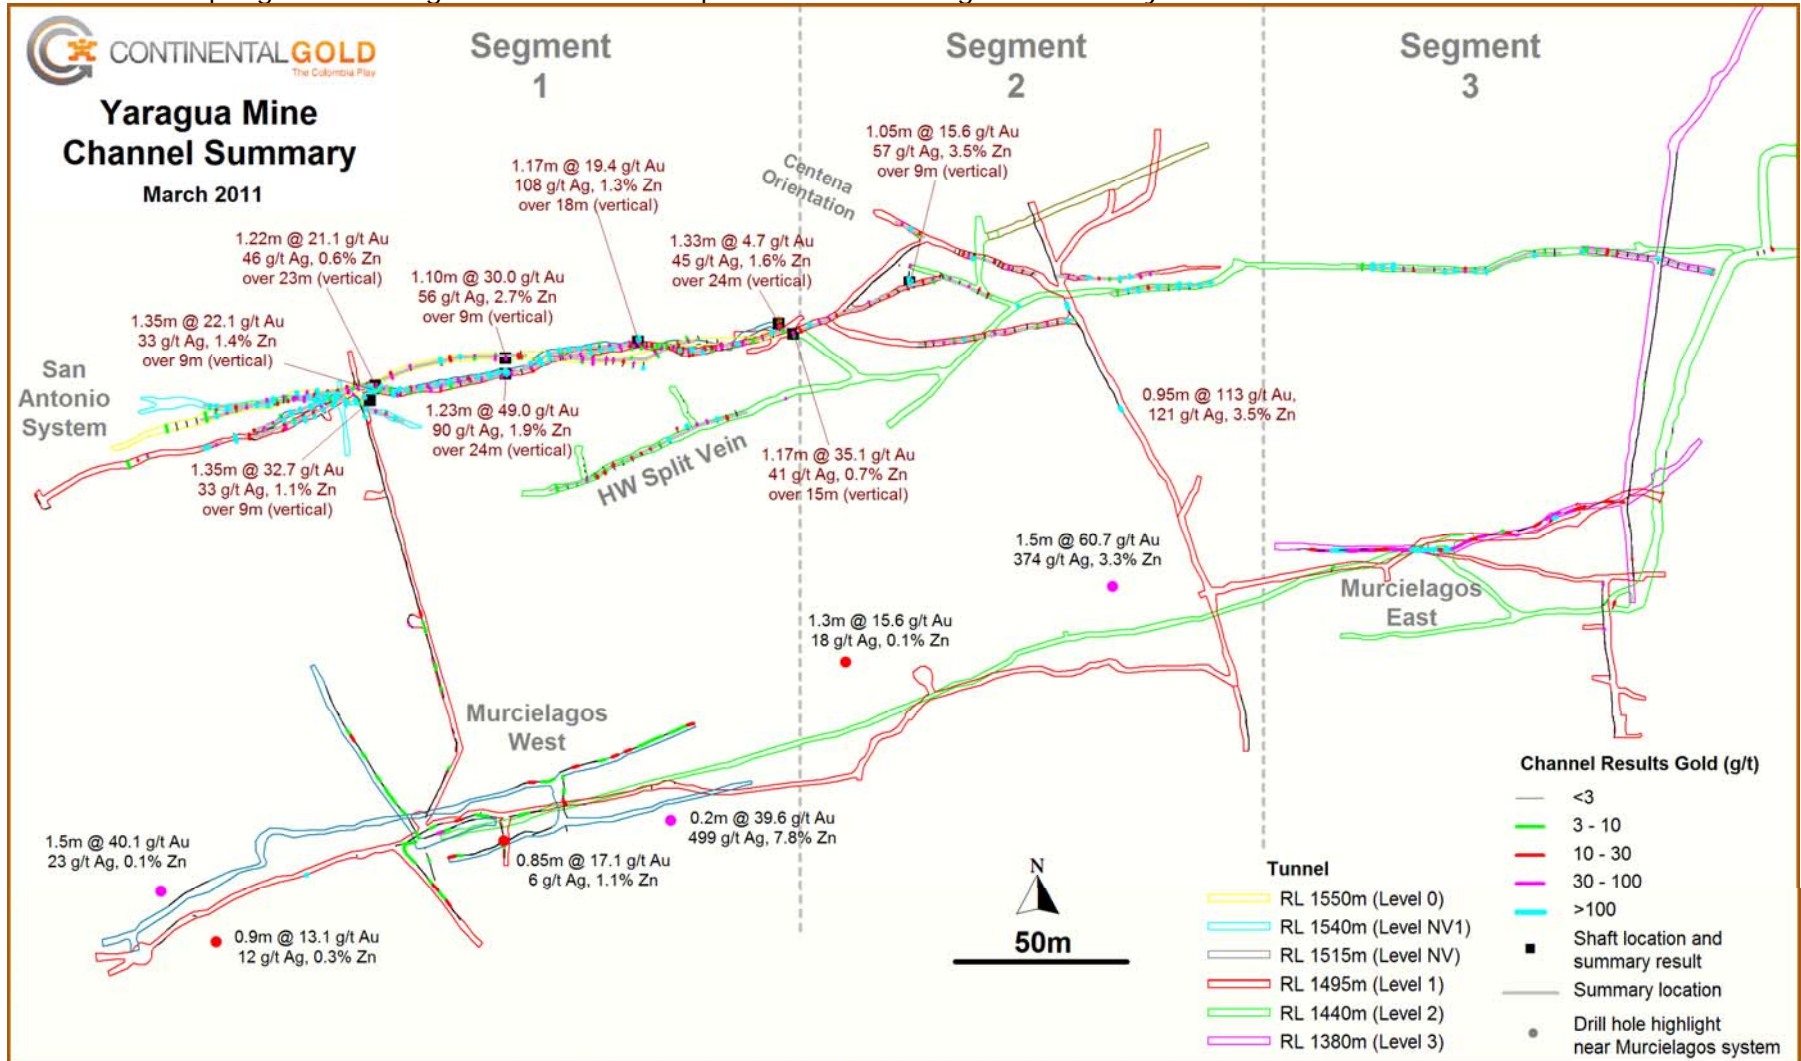 CONTINENTALGOLD
The Colombia Play
Yaragua Mine
Channel Summary
March 2011
Segment
1
Segment
2
Segment
3
1.05m @ 15.6 g/t Au
57 g/t Ag, 3.5% Zn
over 9m (vertical)
Centena
Orientation
1.17m @ 19.4 g/t Au
108 g/t Ag, 1.3% Zn
over 18m (vertical)
1.22m @ 21.1 g/t Au
46 g/t Ag, 0.6% Zn
over 23m (vertical)
1.33m @ 4.7 g/t Au
45 g/t Ag, 1.6% Zn
over 24m (vertical)
1.10m @ 30.0 g/t Au
56 g/t Ag, 2.7% Zn
over 9m (vertical)
1.35m @ 22.1 g/t Au
33 g/t Ag, 1.4% Zn
over 9m (vertical)
San
Antonio
System
1.23m @ 49.0 g/t Au
90 g/t Ag, 1.9% Zn
over 24m (vertical)
0.95m @ 113 g/t Au,
121 g/t Ag, 3.5% Zn
1.35m @ 32.7 g/t Au
33 g/t Ag, 1.1% Zn
over 9m (vertical)
HW Split Vein
1.17m @ 35.1 g/t Au
41 g/t Ag, 0.7% Zn
over 15m (vertical)
1.5m @ 60.7 g/t Au
374 g/t Ag, 3.3% Zn
Murcielagos
East
1.3m @ 15.6 g/t Au
18 g/t Ag, 0.1% Zn
Murcielagos
West
0.2m @ 39.6 g/t Au
499 g/t Ag, 7.8% Zn
1.5m @ 40.1 g/t Au
23 g/t Ag, 0.1% Zn
0.85m @ 17.1 g/t Au
6 g/t Ag, 1.1% Zn
0.9m @ 13.1 g/t Au
12 g/t Ag, 0.3% Zn
N
50m
Tunnel
RL 1550m (Level 0)
RL 1540m (Level NV1)
RL 1515m (Level NV)
RL 1495m (Level 1)
RL 1440m (Level 2)
RL 1380m (Level 3)
Channel Results Gold (g/t)
<3
3 - 10
10 - 30
30 - 100
>100
Shaft location and
summary result
Summary location
Drill hole highlight
near Murcielagos system